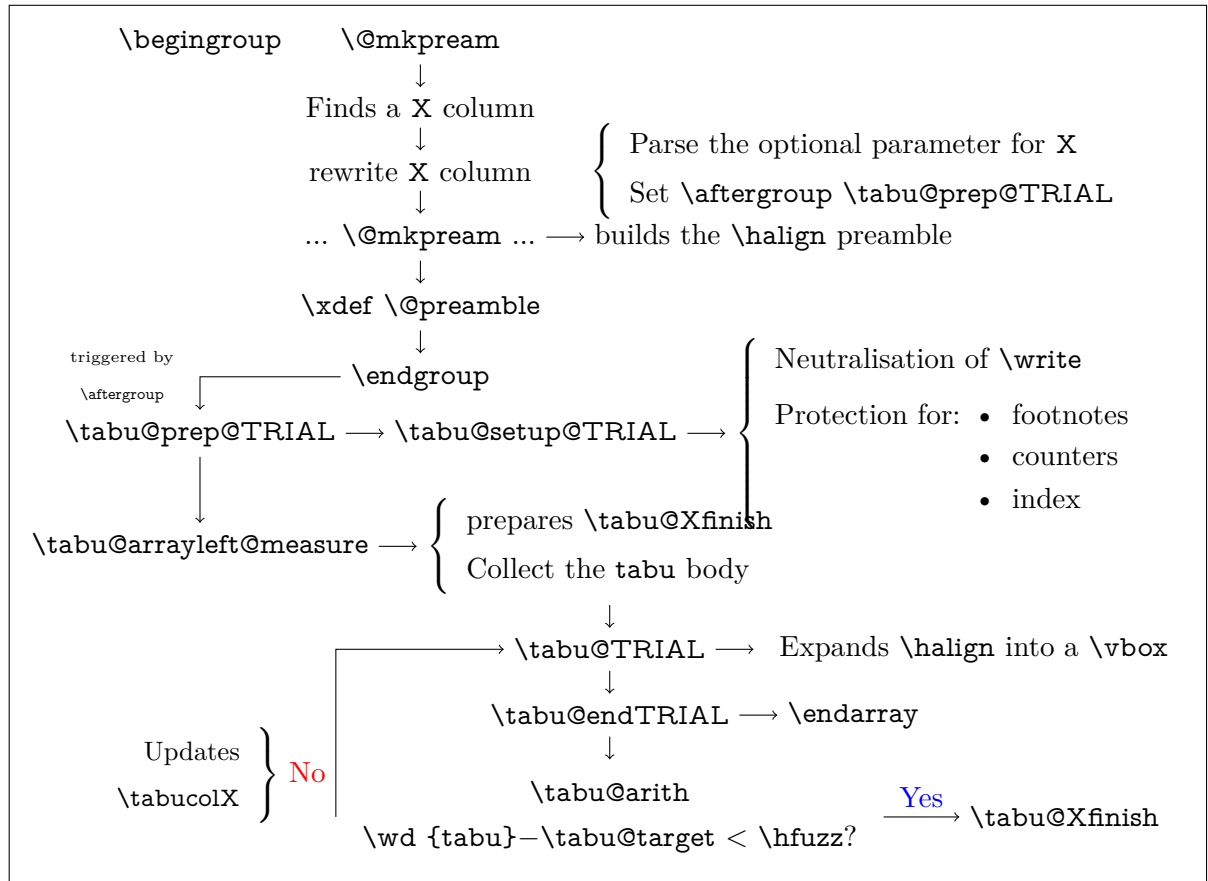 \begingroup \@mkpream
Finds a X column
rewrite X column
Parse the optional parameter for X
Set \aftergroup \tabu@prep@TRIAL
... \@mkpream ... builds the \halign preamble
\xdef \@preamble
triggered by
\aftergroup
\endgroup
Neutralisation of \write
Protection for: • footnotes
• counters
• index
\tabu@prep@TRIAL \tabu@setup@TRIAL
\tabu@arrayleft@measure
prepares \tabu@Xfinish
Collect the tabu body
\tabu@TRIAL Expands \halign into a \vbox
\tabu@endTRIAL \endarray
Updates
\tabucolX
No
\tabu@arith
\wd {tabu}−\tabu@target < \hfuzz?
Yes
\tabu@Xfinish